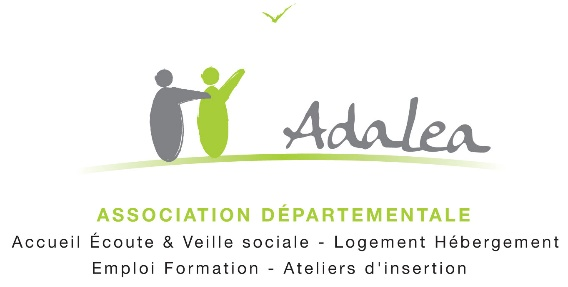 Adalea
ASSOCIATION DÉPARTEMENTALE
Accueil Écoute & Veille sociale - Logement Hébergement
Emploi Formation - Ateliers d'insertion